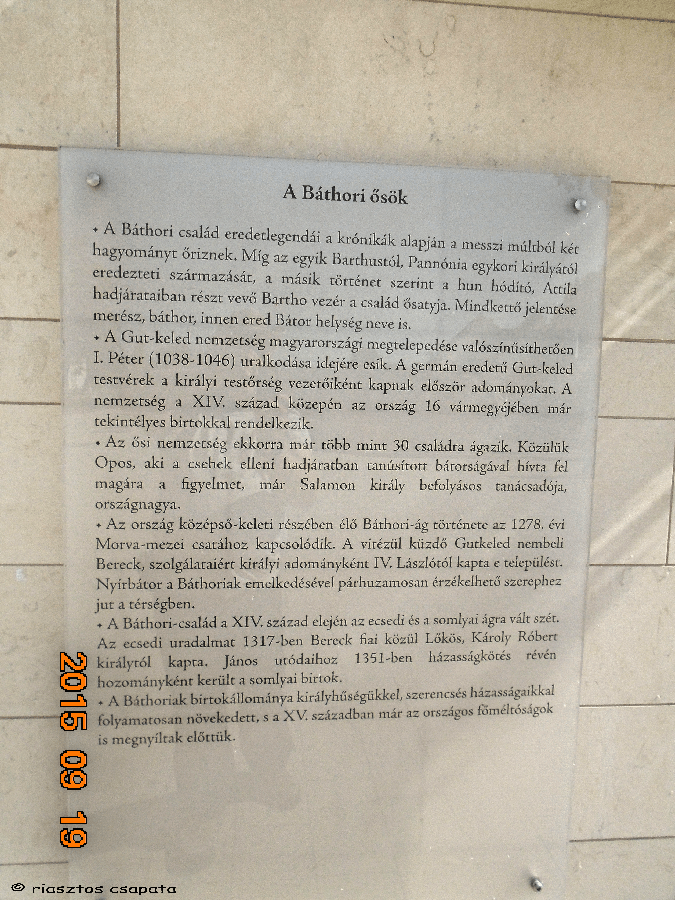 A Báthori ősök
• A Báthori család eredetlegendái a krónikák alapján a messzi múltból két
hagyományt őriznek. Míg az egyik Barthustól, Pannónia egykori királyától
eredezteti származását, a másik történet szerint a hun hódító, Attila
hadjárataiban részt vevő Bartho vezér a család ősatyja. Mindkettő jelentése
merész, báthor, innen ered Bátor helység neve is.
• A Gut-keled nemzetség magyarországi megtelepedése valószínűsíthetően
I. Péter (1038-1046) uralkodása idejére esik. A germán eredetű Gut-keled
testvérek a királyi testőrség vezetőiként kapnak először adományokat. A
nemzetség a XIV. század közepén az ország 16 vármegyéjében már
tekintélyes birtokkal rendelkezik.
• Az ősi nemzetség ekkorra már több mint 30 családra ágazik. Közülük
Opos, aki a csehek elleni hadjáratban tanúsított bátorságával hívta fel
magára a figyelmet, már Salamon király befolyásos tanácsadója,
országnagya.
• Az ország középső-keleti részében élő Báthori-ág története az 1278. évi
Morva-mezei csatához kapcsolódik. A vitézül küzdő Gutkeled nembeli
Bereck, szolgálataiért királyi adományként IV. Lászlótól kapta e települést.
Nyírbátor a Báthoriak emelkedésével párhuzamosan érzékelhető szerephez
jut a térségben.
• A Báthori-család a XIV. század elején az ecsedi és a somlyai ágra vált szét.
Az ecsedi uradalmat 1317-ben Bereck fiai közül Lökös, Károly Róbert
királytól kapta. János utódaihoz 1351-ben házasságkötés révén
hozományként került a somlyai birtok.
• A Báthoriak birtokállománya királyhűségükkel, szerencsés házasságaikkal
folyamatosan növekedett, s a XV. században már az országos főméltóságok
is megnyíltak előttük.
2015 09 19
© riasztos csapata